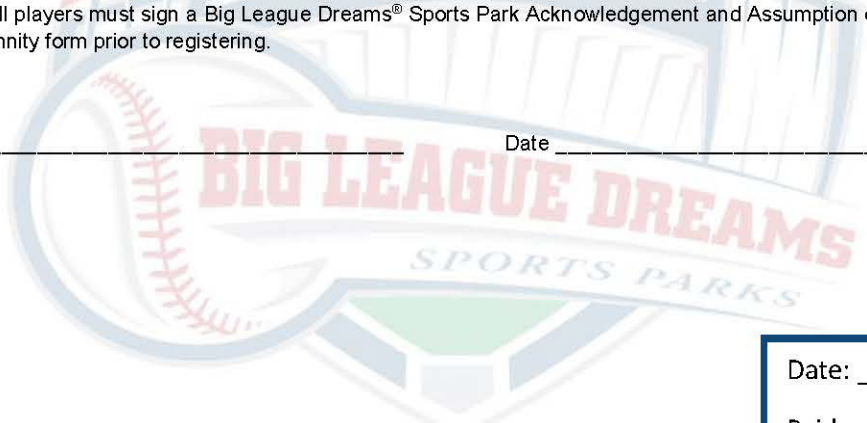 ll players must sign a Big League Dreams® Sports Park Acknowledgement and Assumption
nnity form prior to registering.
Date
BIG LEAGUE DREAMS
SPORTS PARKS
Date: